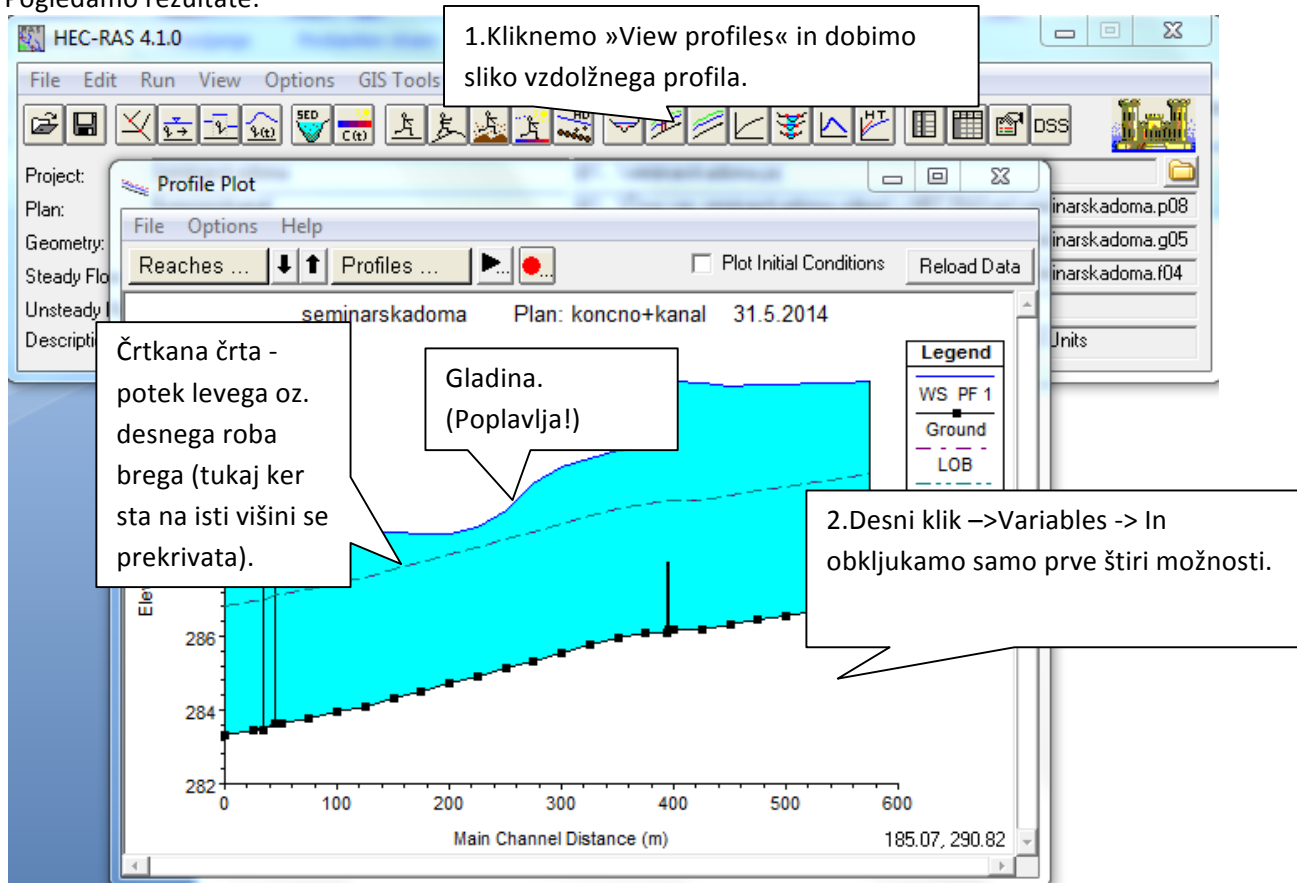 Pogledamo rezultate.
HEC-RAS 4.1.0
1.Kliknemo »View profiles« in dobimo
sliko vzdolžnega profila.
File Edit Run View Options GIS Tools
SED
C(t)
HT
DSS
Project:
Plan:
inarskadoma.p08
Geometry:
inarskadoma.g05
Steady Flo
inarskadoma.f04
Unsteady
Descripti
Units
Profile Plot
File Options Help
Reaches ...
Profiles ...
Plot Initial Conditions
Reload Data
seminarskadoma Plan: koncno+kanal 31.5.2014
Črtkana črta -
potek levega oz.
desnega roba
brega (tukaj ker
sta na isti višini se
prekrivata).
Gladina.
(Poplavlja!)
Legend
WS PF 1
Ground
LOB
2.Desni klik –>Variables -> In
obkljukamo samo prve štiri možnosti.
Ele
286
284
282
0 100 200 300 400 500 600
Main Channel Distance (m)
185.07, 290.82